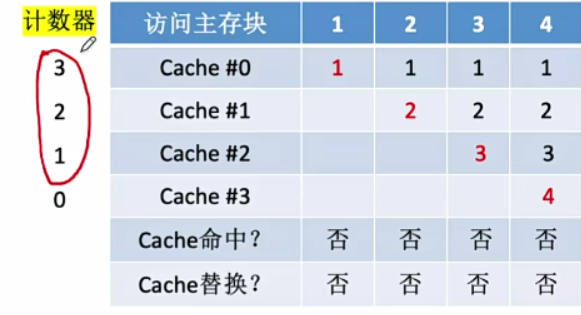 计数器 访问主存块 1 2 3 4
3 Cache #0 1 1 1 1
2 Cache #1 2 2 2
1 Cache #2 3 3
0 Cache #3 4
Cache命中？ 否 否 否 否
Cache替换？ 否 否 否 否